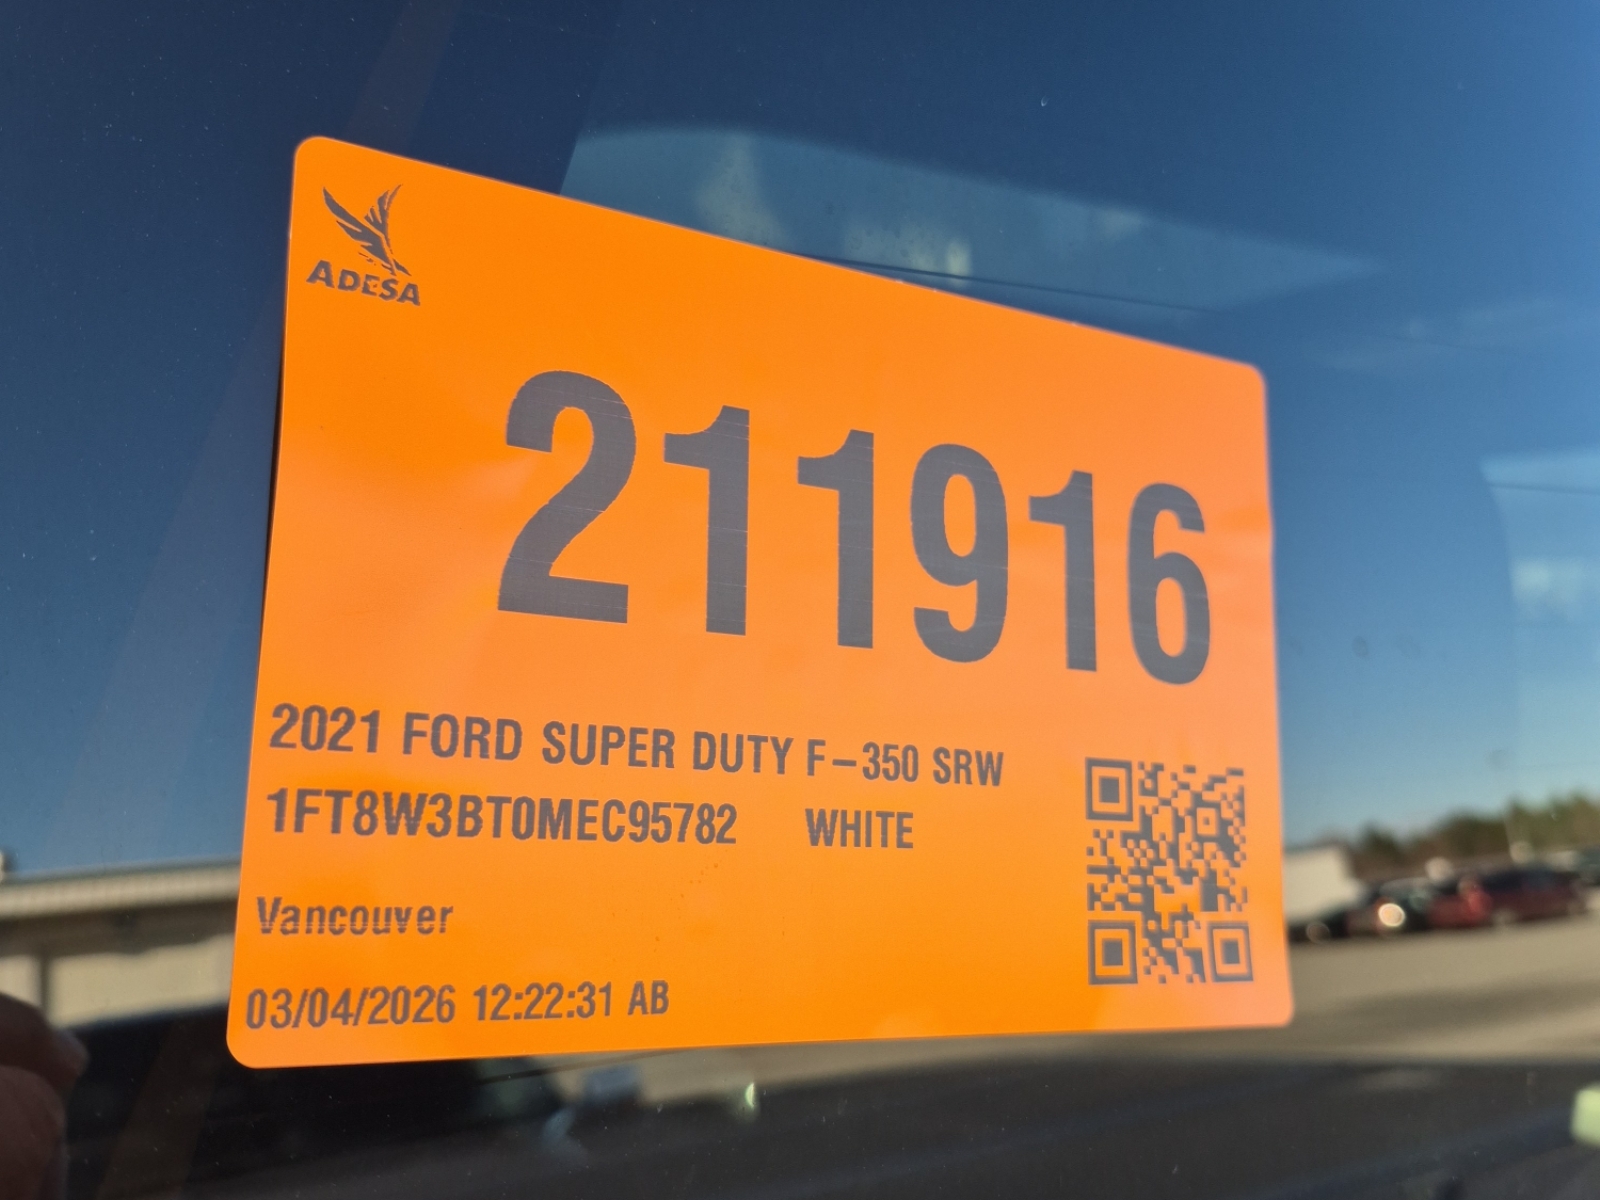 ADESA
211916
2021 FORD SUPER DUTY F-350 SRW
1FT8W3BT0MEC95782 WHITE
Vancouver
03/04/2026 12:22:31 AB